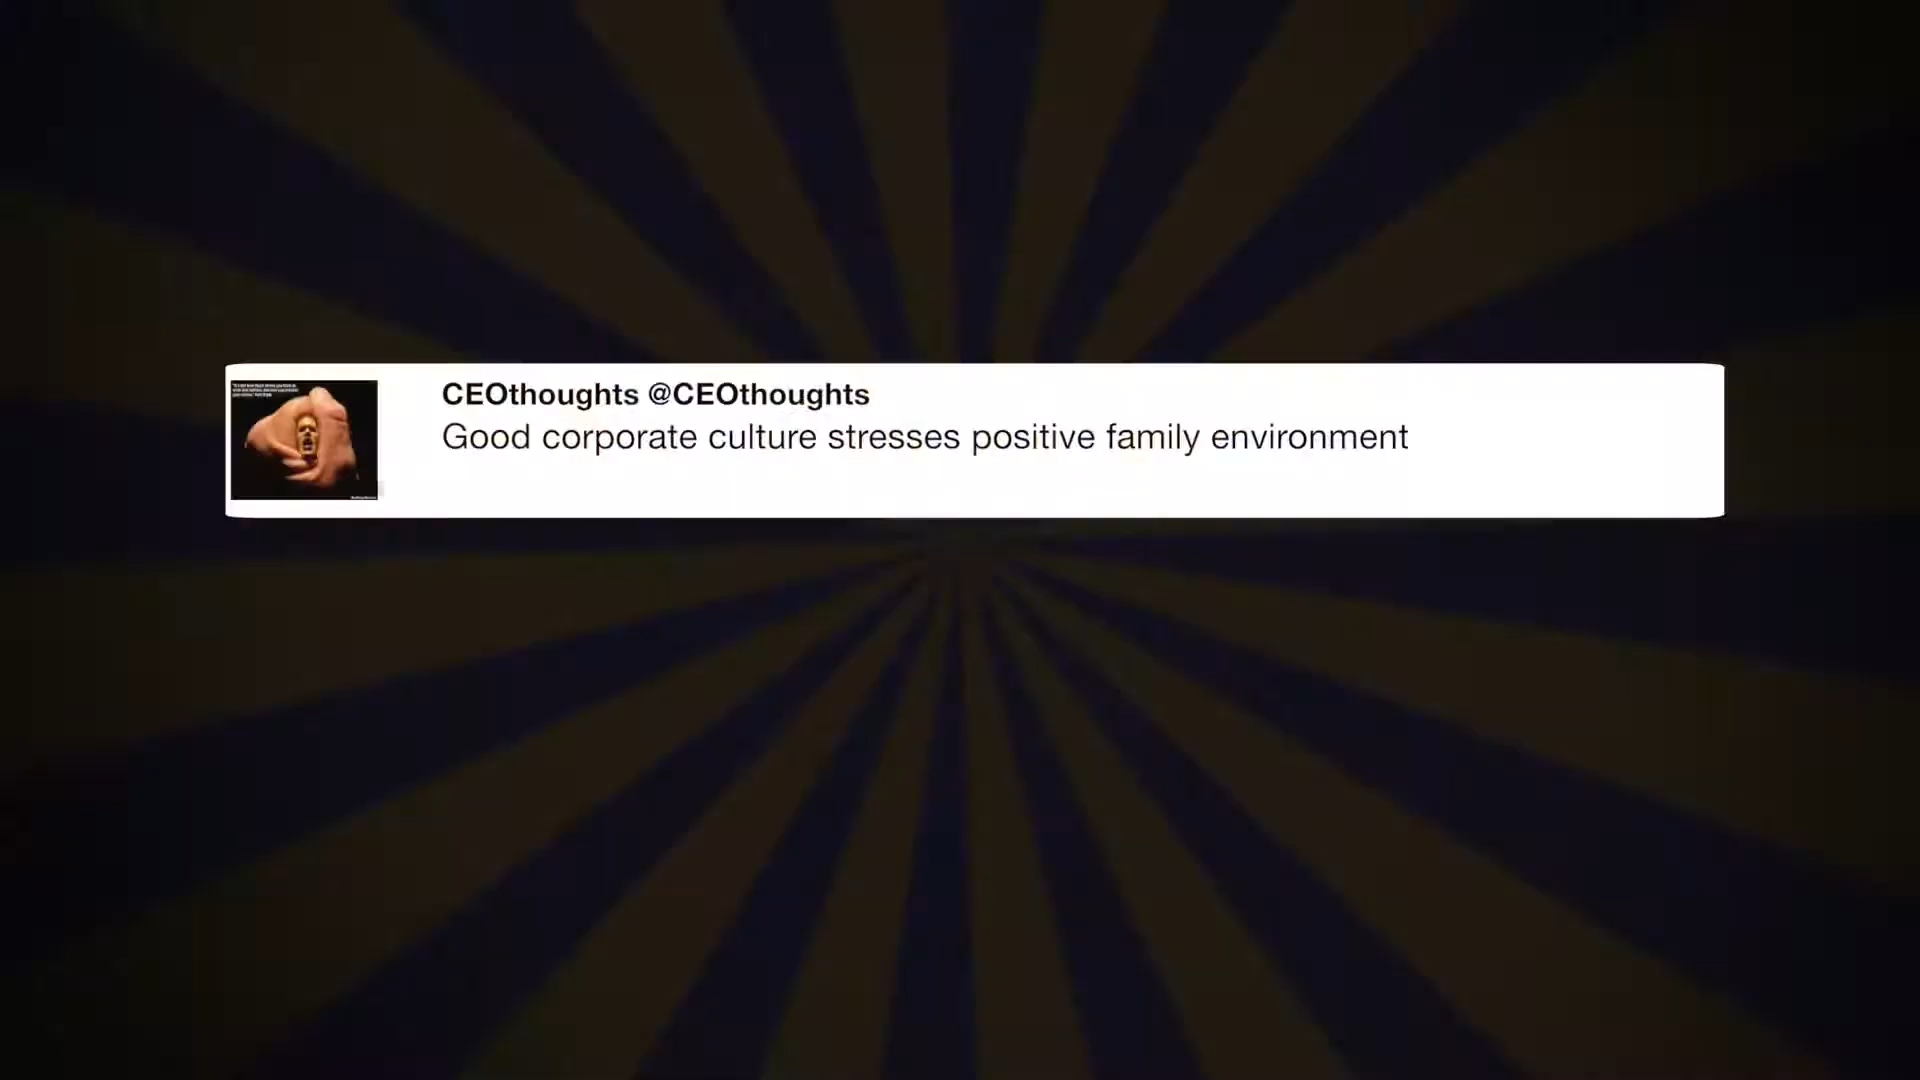 CEOthoughts @CEOthoughts
Good corporate culture stresses positive family environment